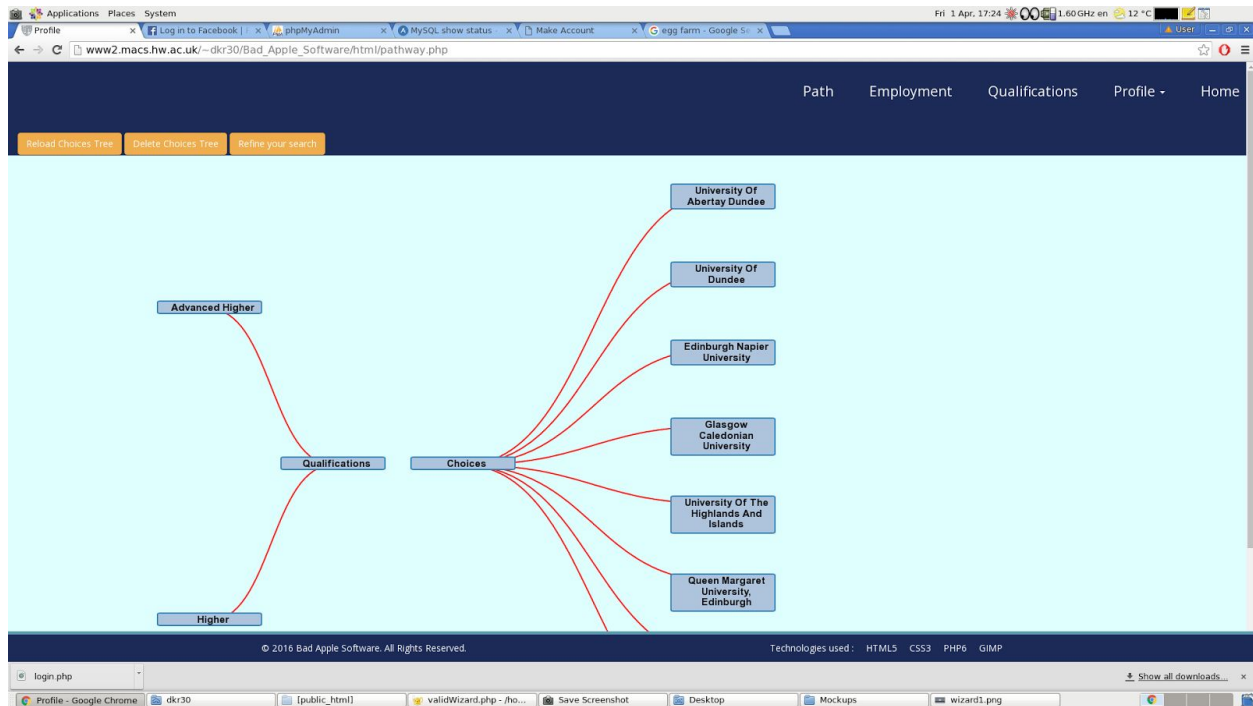 Applications Places System
Fri 1 Apr, 17:24
1.60 GHz en
12 °C
Profile
Log in to Facebook |
phpMyAdmin
MySQL show status -
Make Account
egg farm - Google Se
User
www2.macs.hw.ac.uk/~dkr30/Bad_Apple_Software/html/pathway.php
Path
Employment
Qualifications
Profile
Home
Reload Choices Tree
Delete Choices Tree
Refine your search
University Of
Abertay Dundee
University Of
Dundee
Advanced Higher
Edinburgh Napier
University
Glasgow
Caledonian
University
Qualifications
Choices
University Of The
Highlands And
Islands
Queen Margaret
University,
Edinburgh
Higher
© 2016 Bad Apple Software. All Rights Reserved.
Technologies used : HTML5 CSS3 PHP6 GIMP
login.php
Show all downloads...
Profile - Google Chrome
dkr30
[public_html]
validWizard.php - /ho...
Save Screenshot
Desktop
Mockups
wizard1.png